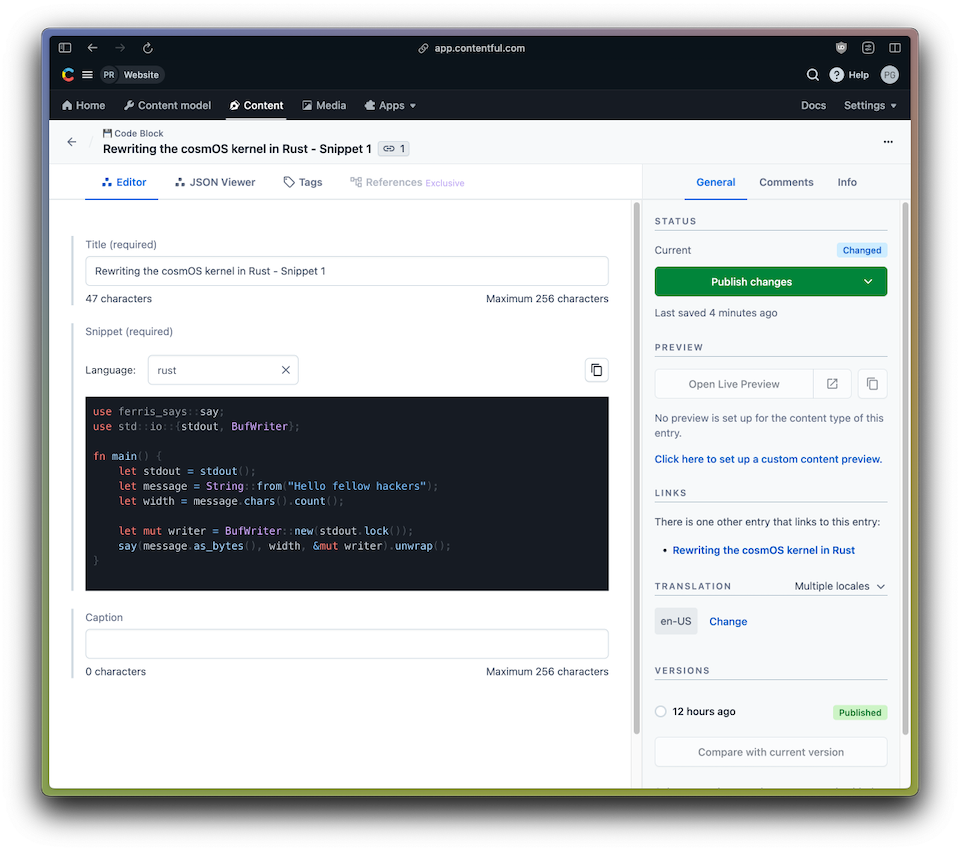 app.contentful.com
PR Website
Help PG
Home Content model Content Media Apps Docs Settings
Code Block
Rewriting the cosmOS kernel in Rust - Snippet 1 1
Editor JSON Viewer Tags References Exclusive
General Comments Info
Title (required)
Rewriting the cosmOS kernel in Rust - Snippet 1
47 characters Maximum 256 characters
Snippet (required)
Language: rust
use ferris_says::say;
use std::io::{stdout, BufWriter};
fn main() {
    let stdout = stdout();
    let message = String::from("Hello fellow hackers");
    let width = message.chars().count();
    let mut writer = BufWriter::new(stdout.lock());
    say(message.as_bytes(), width, &mut writer).unwrap();
}
Caption
0 characters Maximum 256 characters
STATUS
Current Changed
Publish changes
Last saved 4 minutes ago
PREVIEW
Open Live Preview
No preview is set up for the content type of this
entry.
Click here to set up a custom content preview.
LINKS
There is one other entry that links to this entry:
• Rewriting the cosmOS kernel in Rust
TRANSLATION Multiple locales
en-US Change
VERSIONS
12 hours ago Published
Compare with current version